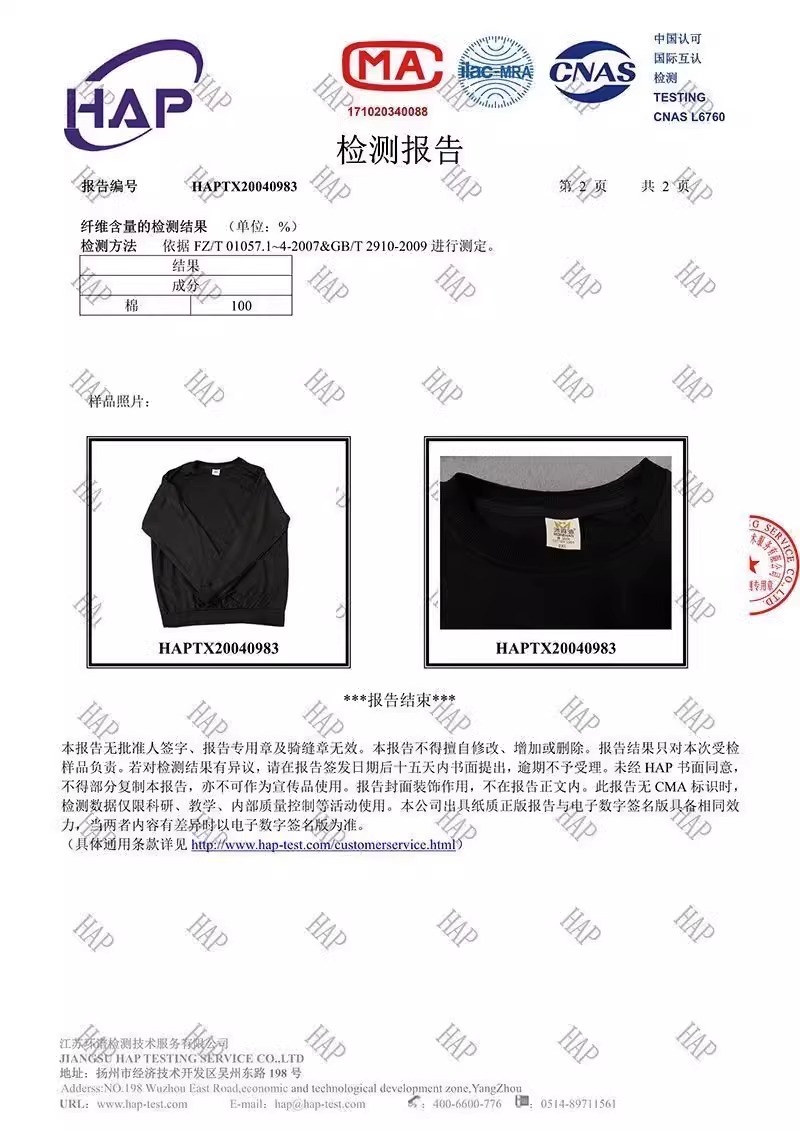 HAP
MA
171020340088
ilac-MRA
CNAS
中国认可
国际互认
检测
TESTING
CNAS L6760
检测报告
报告编号 HAPTX20040983 第 2 页 共 2 页
纤维含量的检测结果 （单位：%）
检测方法 依据 FZ/T 01057.1~4-2007&GB/T 2910-2009 进行测定。
结果
成分
棉 100
样品照片：
HAPTX20040983 HAPTX20040983
***报告结束***
本报告无批准人签字、报告专用章及骑缝章无效。本报告不得擅自修改、增加或删除。报告结果只对本次受检
样品负责。若对检测结果有异议，请在报告签发日期后十五天内书面提出，逾期不予受理。未经 HAP 书面同意，
不得部分复制本报告，亦不可作为宣传品使用。报告封面装饰作用，不在报告正文内。此报告无 CMA 标识时，
检测数据仅限科研、教学、内部质量控制等活动使用。本公司出具纸质正版报告与电子数字签名版具备相同效
力，当两者内容有差异时以电子数字签名版为准。
（具体通用条款详见 http://www.hap-test.com/customerservice.html）
江苏环谱检测技术服务有限公司
JIANGSU HAP TESTING SERVICE CO.,LTD
地址：扬州市经济技术开发区吴州东路 198 号
Adderss:NO.198 Wuzhou East Road,economic and technological development zone,YangZhou
URL：www.hap-test.com E-mail：hap@hap-test.com ：400-6600-776 ：0514-89711561